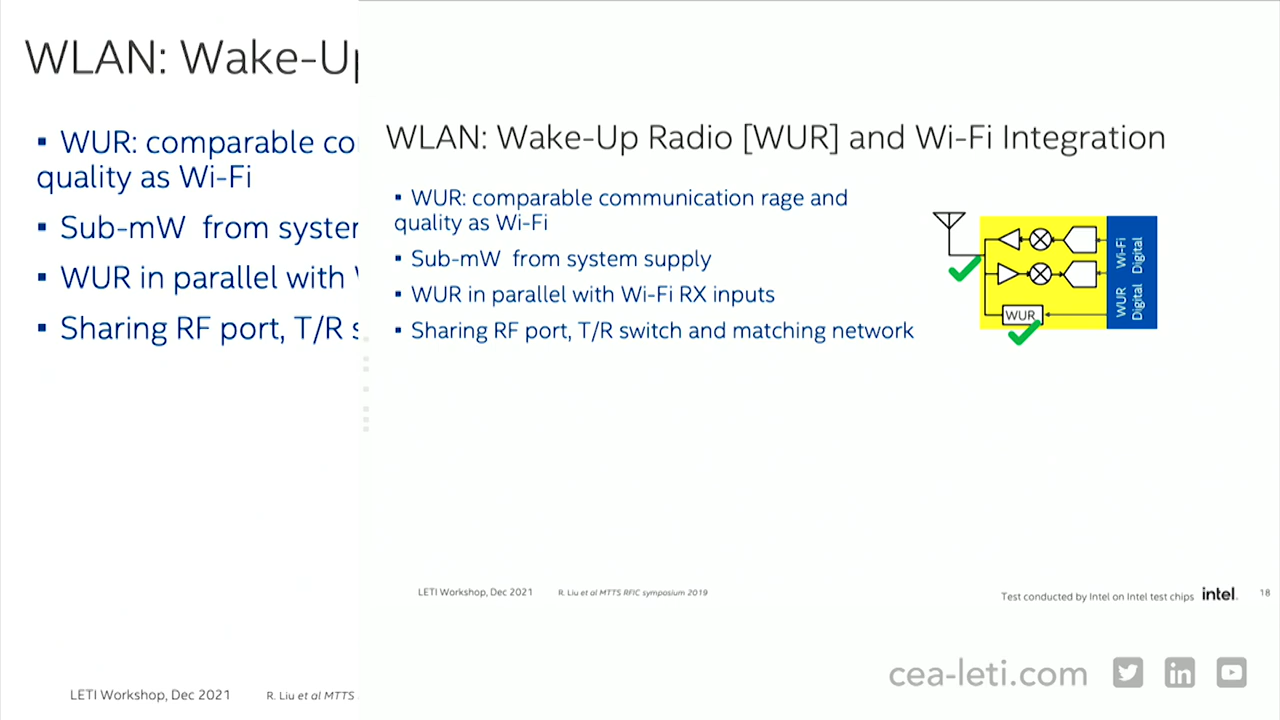 WLAN: Wake-Up
▪ WUR: comparable co
quality as Wi-Fi
▪ Sub-mW from system
▪ WUR in parallel with
▪ Sharing RF port, T/R s
LETI Workshop, Dec 2021
R. Liu et al MTTS
WLAN: Wake-Up Radio [WUR] and Wi-Fi Integration
▪ WUR: comparable communication rage and
quality as Wi-Fi
▪ Sub-mW from system supply
▪ WUR in parallel with Wi-Fi RX inputs
▪ Sharing RF port, T/R switch and matching network
Wi-Fi
Digital
WUR
Digital
WUR
LETI Workshop, Dec 2021
R. Liu et al MTTS RFIC symposium 2019
Test conducted by Intel on Intel test chips
intel.
18
cea-leti.com